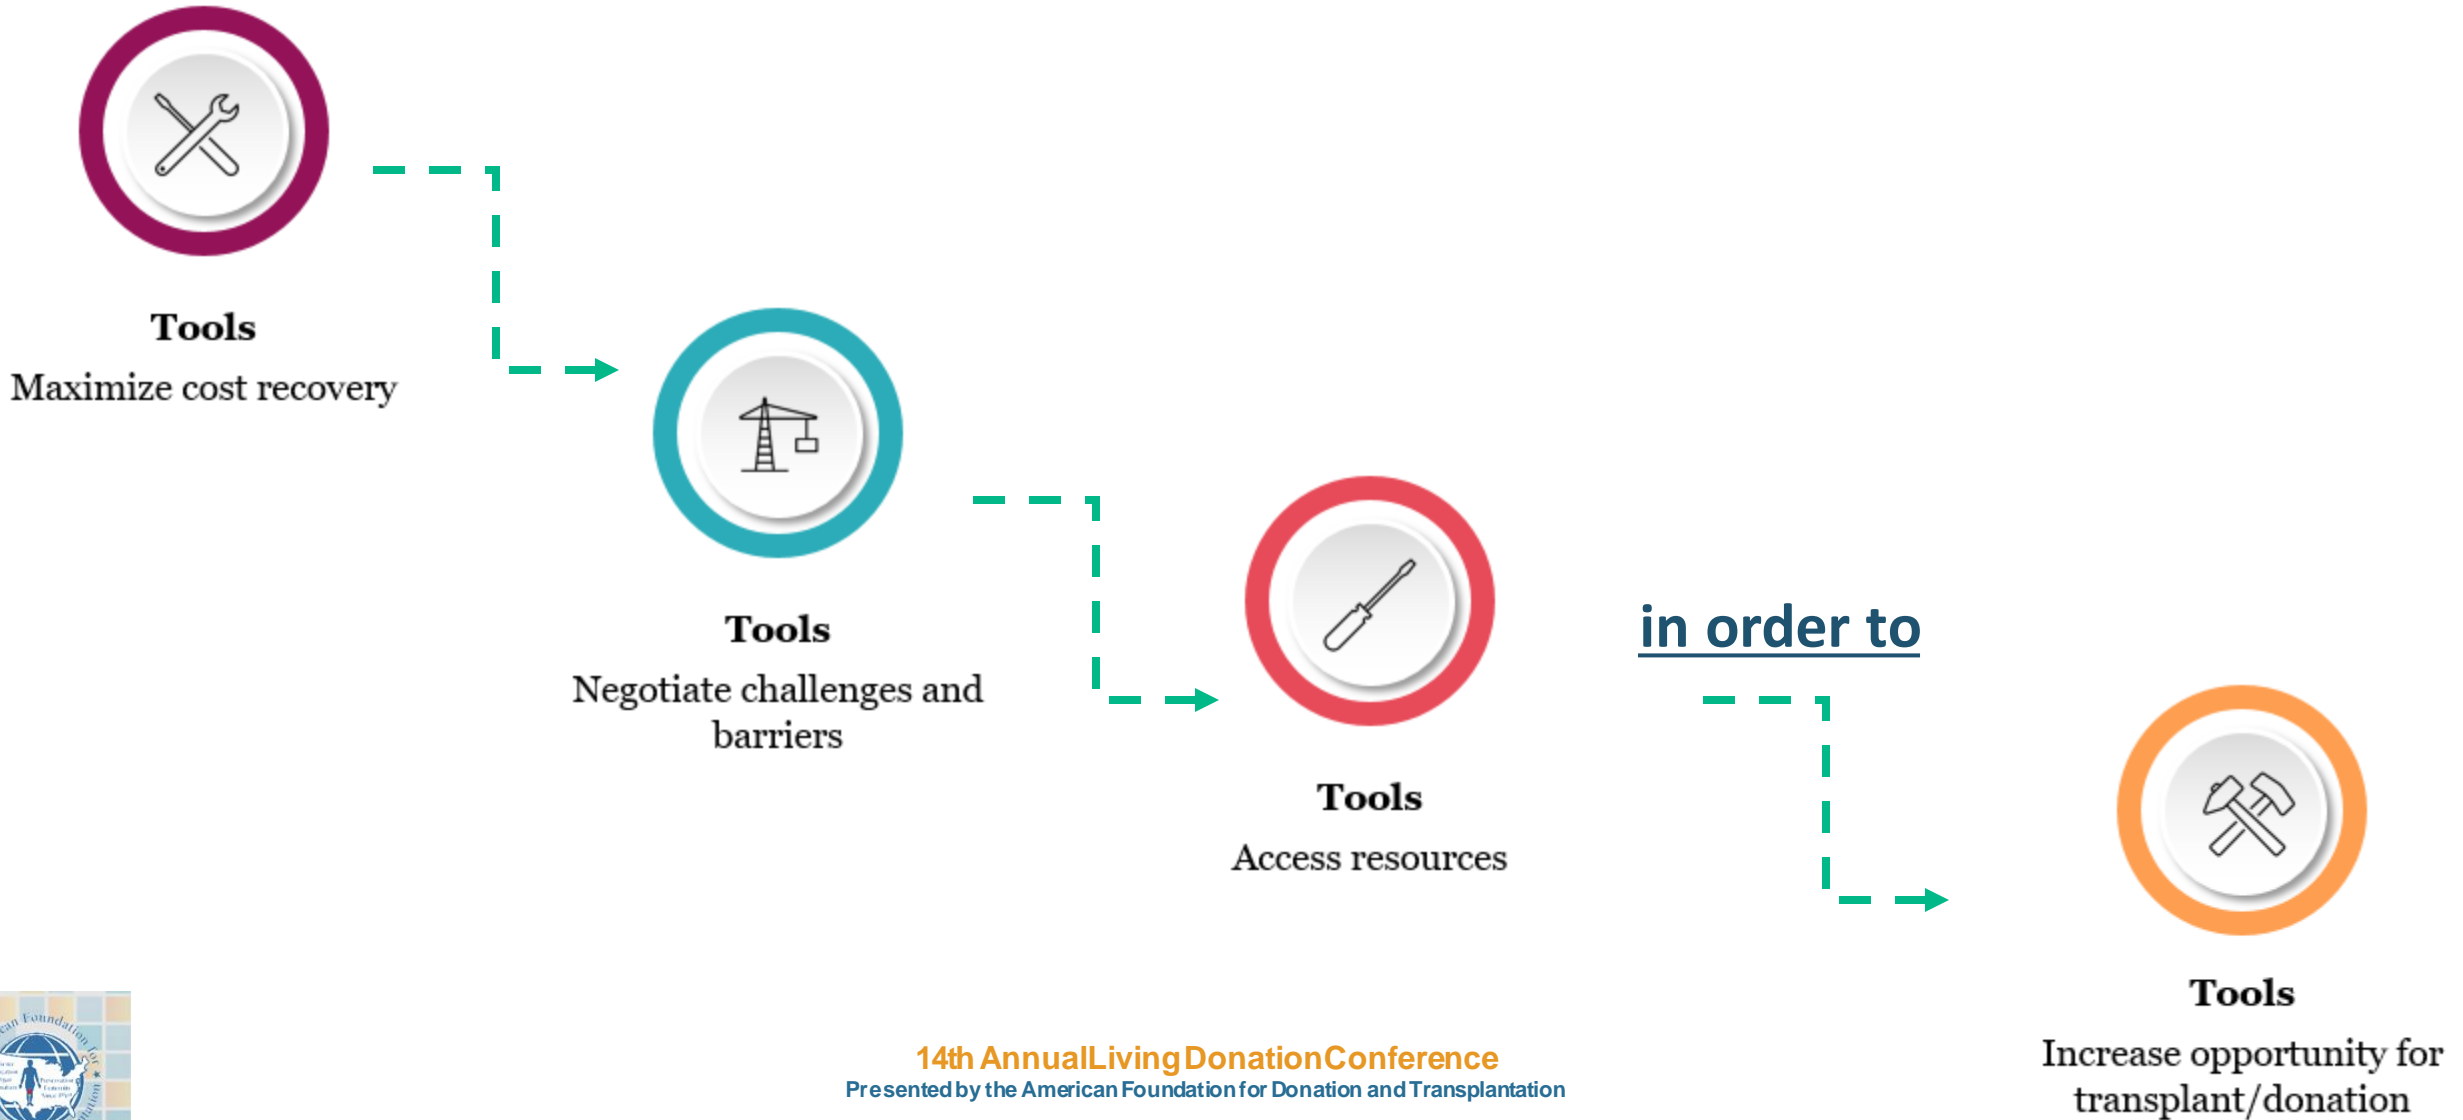 Tools
Maximize cost recovery
Tools
Negotiate challenges and
barriers
Tools
Access resources
in order to
Tools
Increase opportunity for
transplant/donation
14th Annual Living Donation Conference
Presented by the American Foundation for Donation and Transplantation